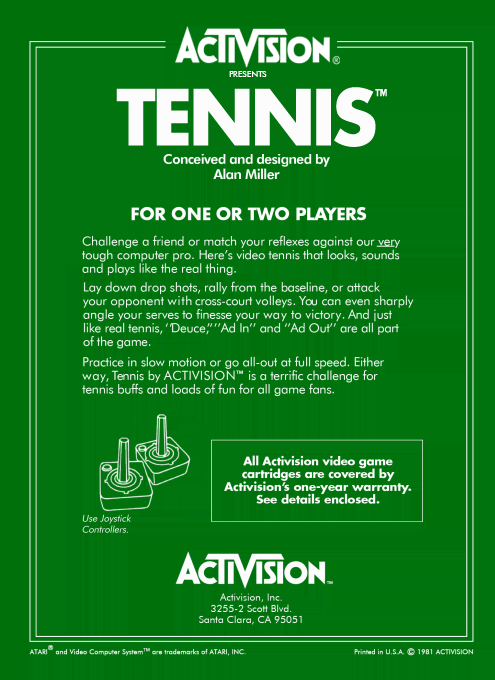 ACTIVISION®
PRESENTS
TENNIS™
Conceived and designed by
Alan Miller
FOR ONE OR TWO PLAYERS
Challenge a friend or match your reflexes against our very
tough computer pro. Here's video tennis that looks, sounds
and plays like the real thing.
Lay down drop shots, rally from the baseline, or attack
your opponent with cross-court volleys. You can even sharply
angle your serves to finesse your way to victory. And just
like real tennis, "Deuce," "Ad In" and "Ad Out" are all part
of the game.
Practice in slow motion or go all-out at full speed. Either
way, Tennis by ACTIVISION™ is a terrific challenge for
tennis buffs and loads of fun for all game fans.
All Activision video game
cartridges are covered by
Activision's one-year warranty.
See details enclosed.
Use Joystick
Controllers.
ACTIVISION™
Activision, Inc.
3255-2 Scott Blvd.
Santa Clara, CA 95051
ATARI® and Video Computer System™ are trademarks of ATARI, INC.
Printed in U.S.A. © 1981 ACTIVISION